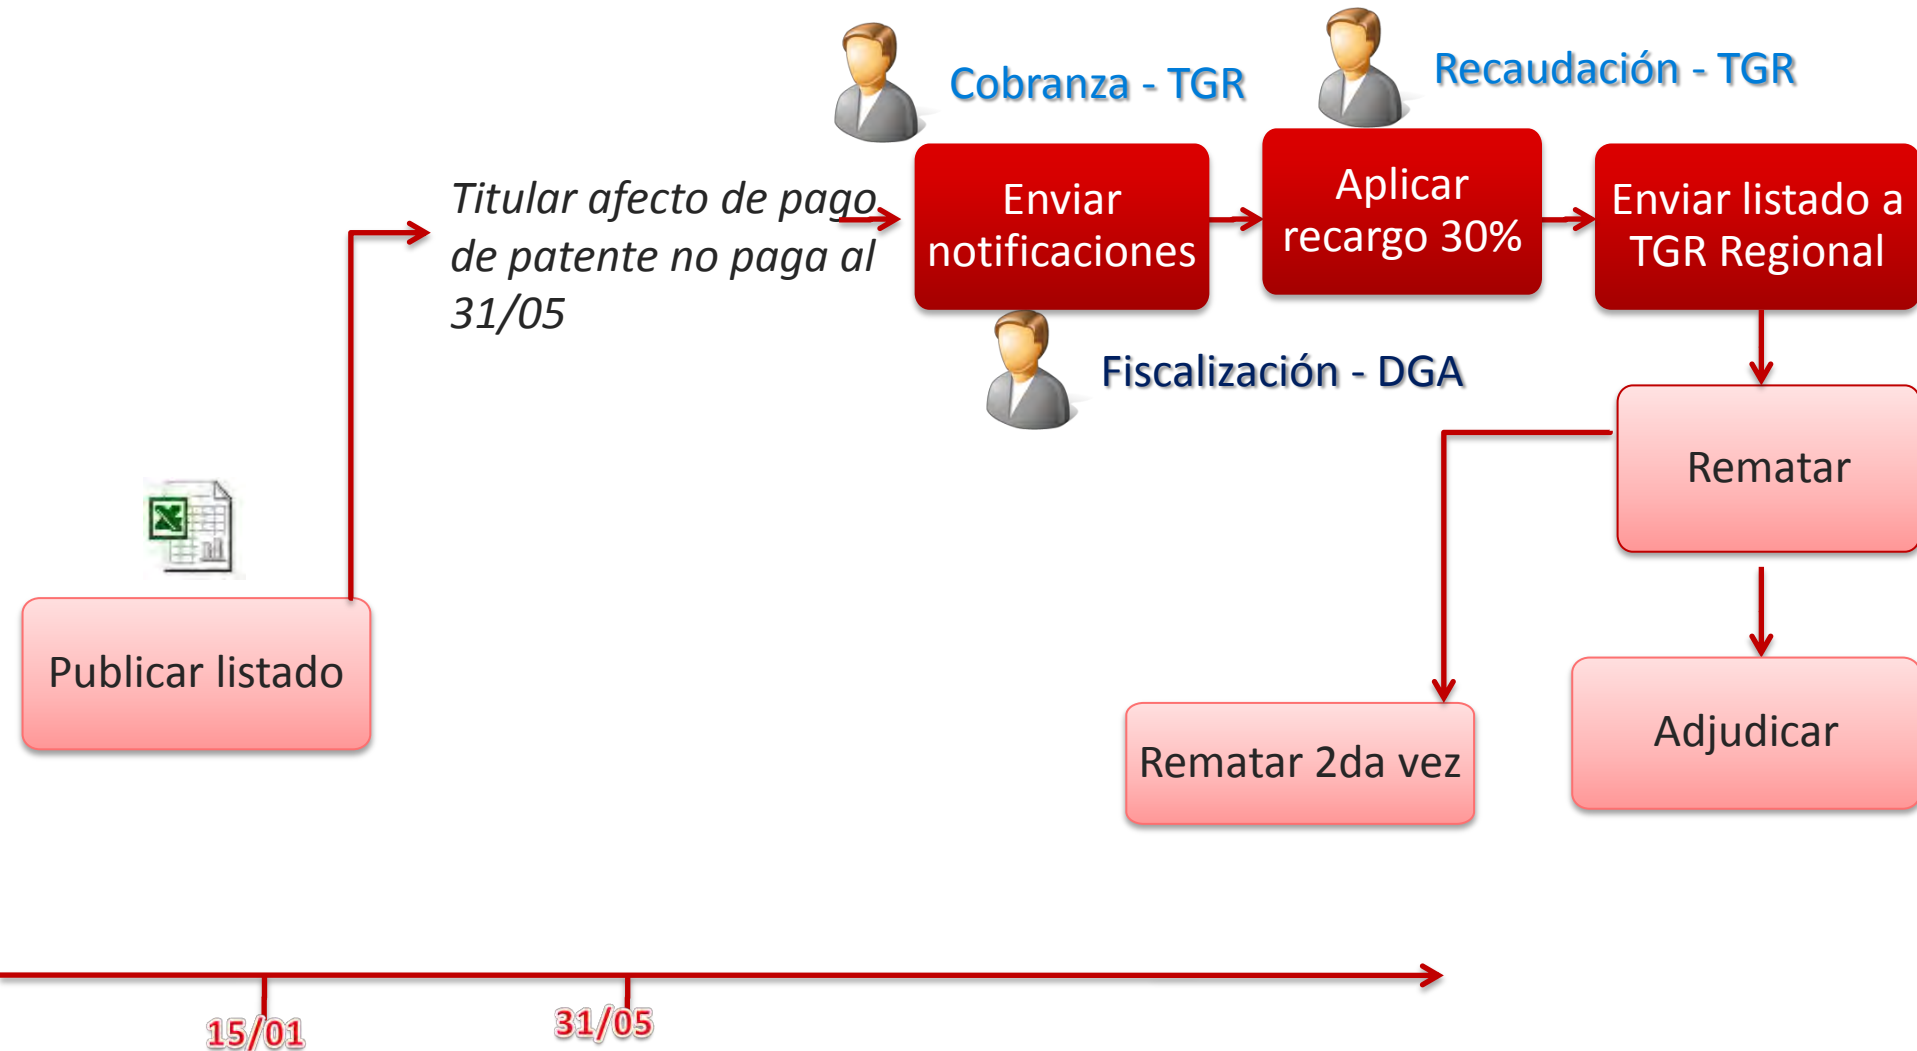 Cobranza - TGR
Recaudación - TGR
Titular afecto de pago
de patente no paga al
31/05
Enviar
notificaciones
Aplicar
recargo 30%
Enviar listado a
TGR Regional
Fiscalización - DGA
Rematar
Publicar listado
Rematar 2da vez
Adjudicar
15/01
31/05